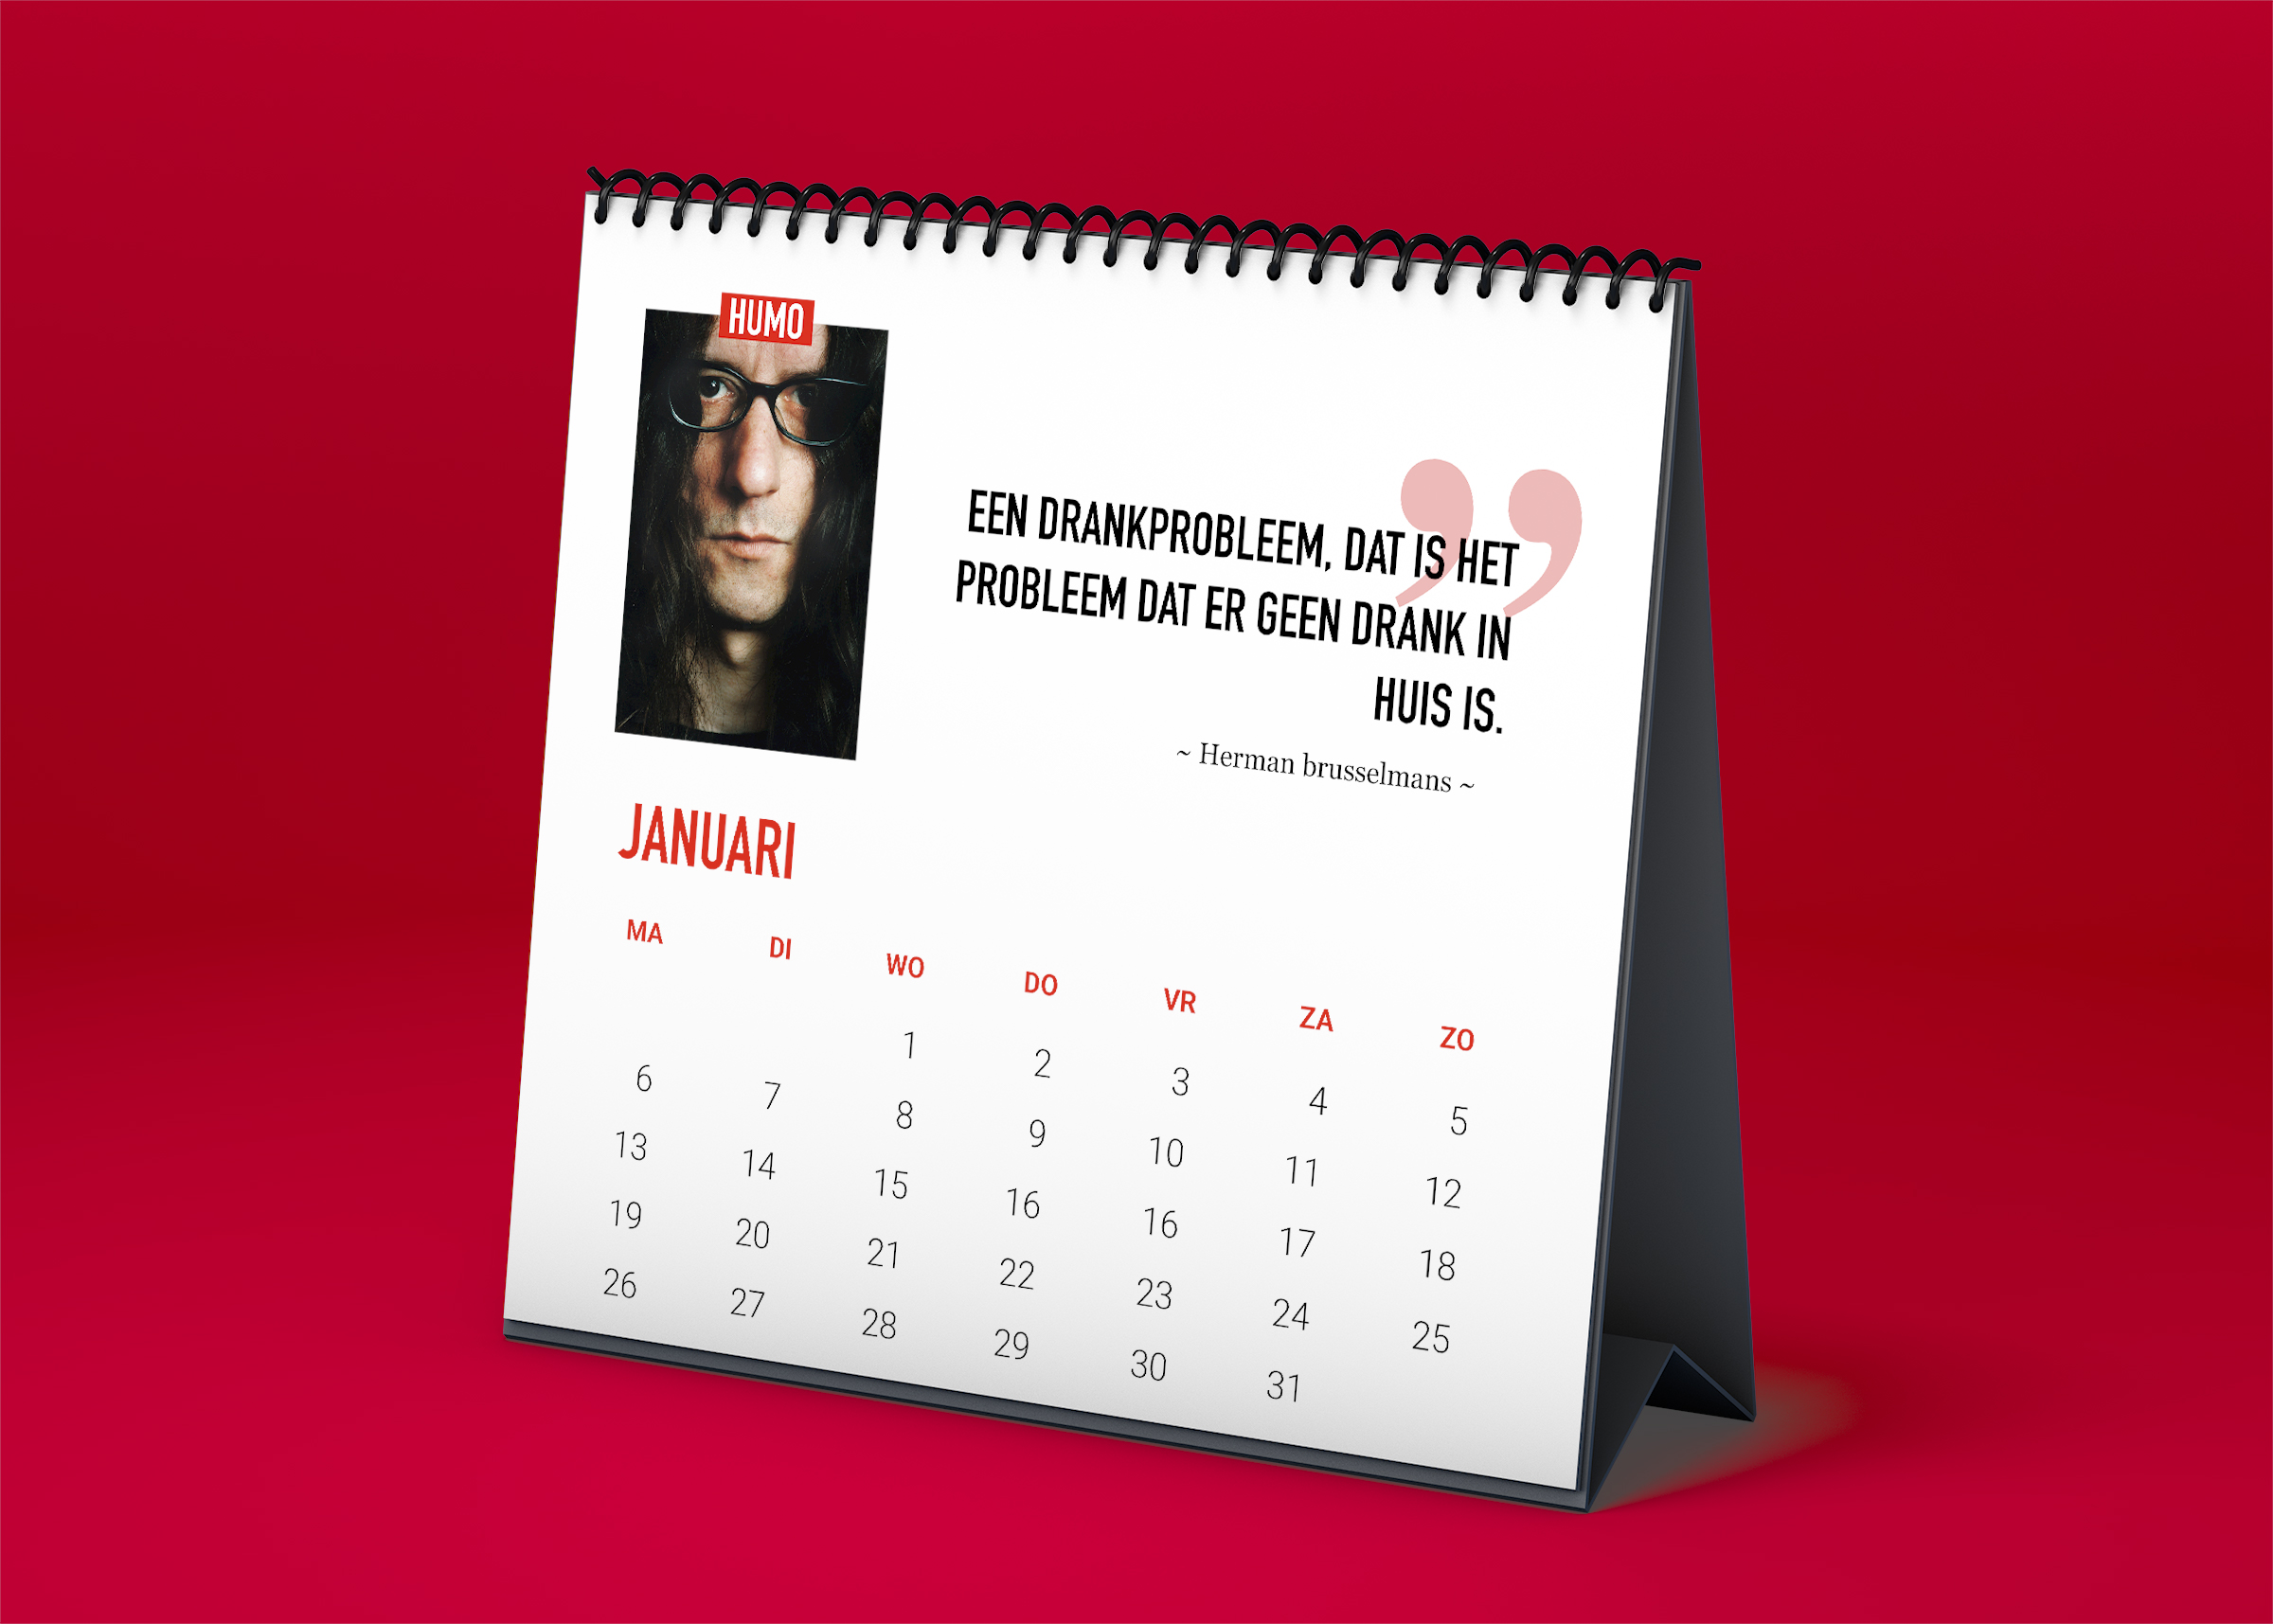 HUMO
EEN DRANKPROBLEEM, DAT IS HET
PROBLEEM DAT ER GEEN DRANK IN
HUIS IS.
~ Herman brusselmans ~
”
JANUARI
MA DI WO DO VR ZA ZO
1 2 3 4 5
6 7 8 9 10 11 12
13 14 15 16 16 17 18
19 20 21 22 23 24 25
26 27 28 29 30 31